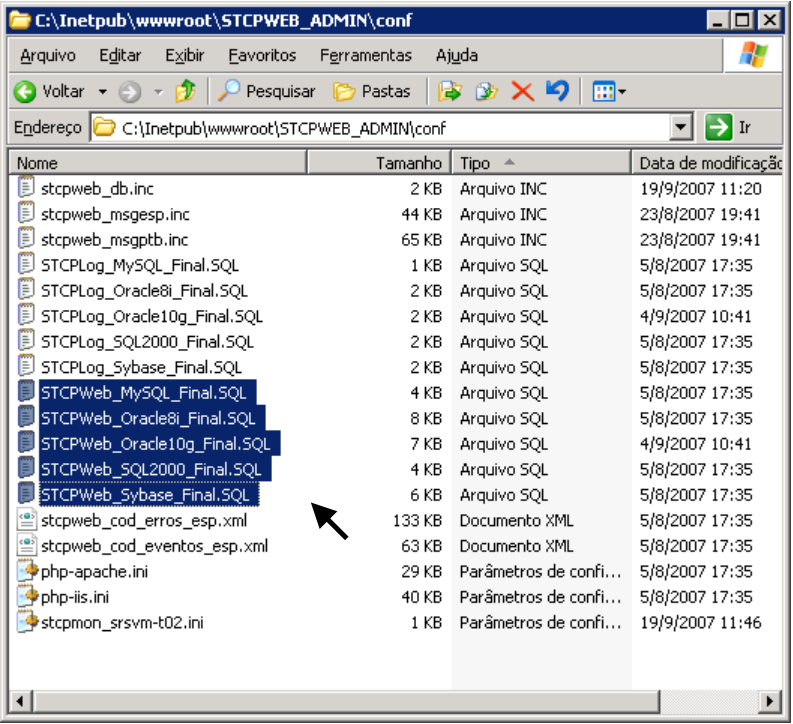 C:\Inetpub\wwwroot\STCPWEB_ADMIN\conf
Arquivo Editar Exibir Favoritos Ferramentas Ajuda
Voltar Pesquisar Pastas
Endereço C:\Inetpub\wwwroot\STCPWEB_ADMIN\conf Ir
Nome Tamanho Tipo Data de modificação
stcpweb_db.inc 2 KB Arquivo INC 19/9/2007 11:20
stcpweb_msgesp.inc 44 KB Arquivo INC 23/8/2007 19:41
stcpweb_msgptb.inc 65 KB Arquivo INC 23/8/2007 19:41
STCPLog_MySQL_Final.SQL 1 KB Arquivo SQL 5/8/2007 17:35
STCPLog_Oracle8i_Final.SQL 2 KB Arquivo SQL 5/8/2007 17:35
STCPLog_Oracle10g_Final.SQL 2 KB Arquivo SQL 4/9/2007 10:41
STCPLog_SQL2000_Final.SQL 2 KB Arquivo SQL 5/8/2007 17:35
STCPLog_Sybase_Final.SQL 2 KB Arquivo SQL 5/8/2007 17:35
STCPWeb_MySQL_Final.SQL 4 KB Arquivo SQL 5/8/2007 17:35
STCPWeb_Oracle8i_Final.SQL 8 KB Arquivo SQL 5/8/2007 17:35
STCPWeb_Oracle10g_Final.SQL 7 KB Arquivo SQL 4/9/2007 10:41
STCPWeb_SQL2000_Final.SQL 4 KB Arquivo SQL 5/8/2007 17:35
STCPWeb_Sybase_Final.SQL 6 KB Arquivo SQL 5/8/2007 17:35
stcpweb_cod_erros_esp.xml 133 KB Documento XML 5/8/2007 17:35
stcpweb_cod_eventos_esp.xml 63 KB Documento XML 5/8/2007 17:35
php-apache.ini 29 KB Parâmetros de confi... 5/8/2007 17:35
php-iis.ini 40 KB Parâmetros de confi... 5/8/2007 17:35
stcpmon_srsvm-t02.ini 1 KB Parâmetros de confi... 19/9/2007 11:46